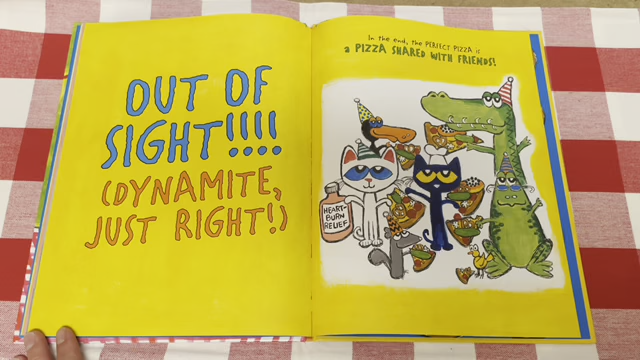 OUT OF
SIGHT!!!!
(DYNAMITE,
JUST RIGHT!)
In the end, the PERFECT PIZZA is
a PIZZA SHARED WITH FRIENDS!
HEART-
BURN
RELIEF